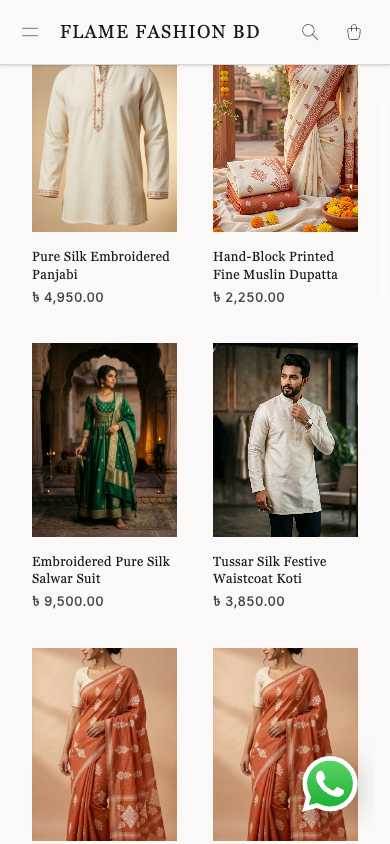 FLAME FASHION BD
Pure Silk Embroidered
Panjabi
৳ 4,950.00
Hand-Block Printed
Fine Muslin Dupatta
৳ 2,250.00
Embroidered Pure Silk
Salwar Suit
৳ 9,500.00
Tussar Silk Festive
Waistcoat Koti
৳ 3,850.00